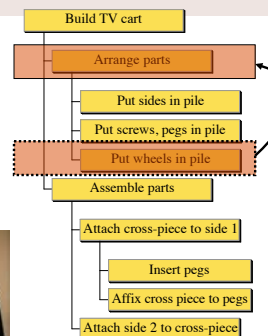 Build TV cart
Arrange parts
Put sides in pile
Put screws, pegs in pile
Put wheels in pile
Assemble parts
Attach cross-piece to side 1
Insert pegs
Affix cross piece to pegs
Attach side 2 to cross-piece